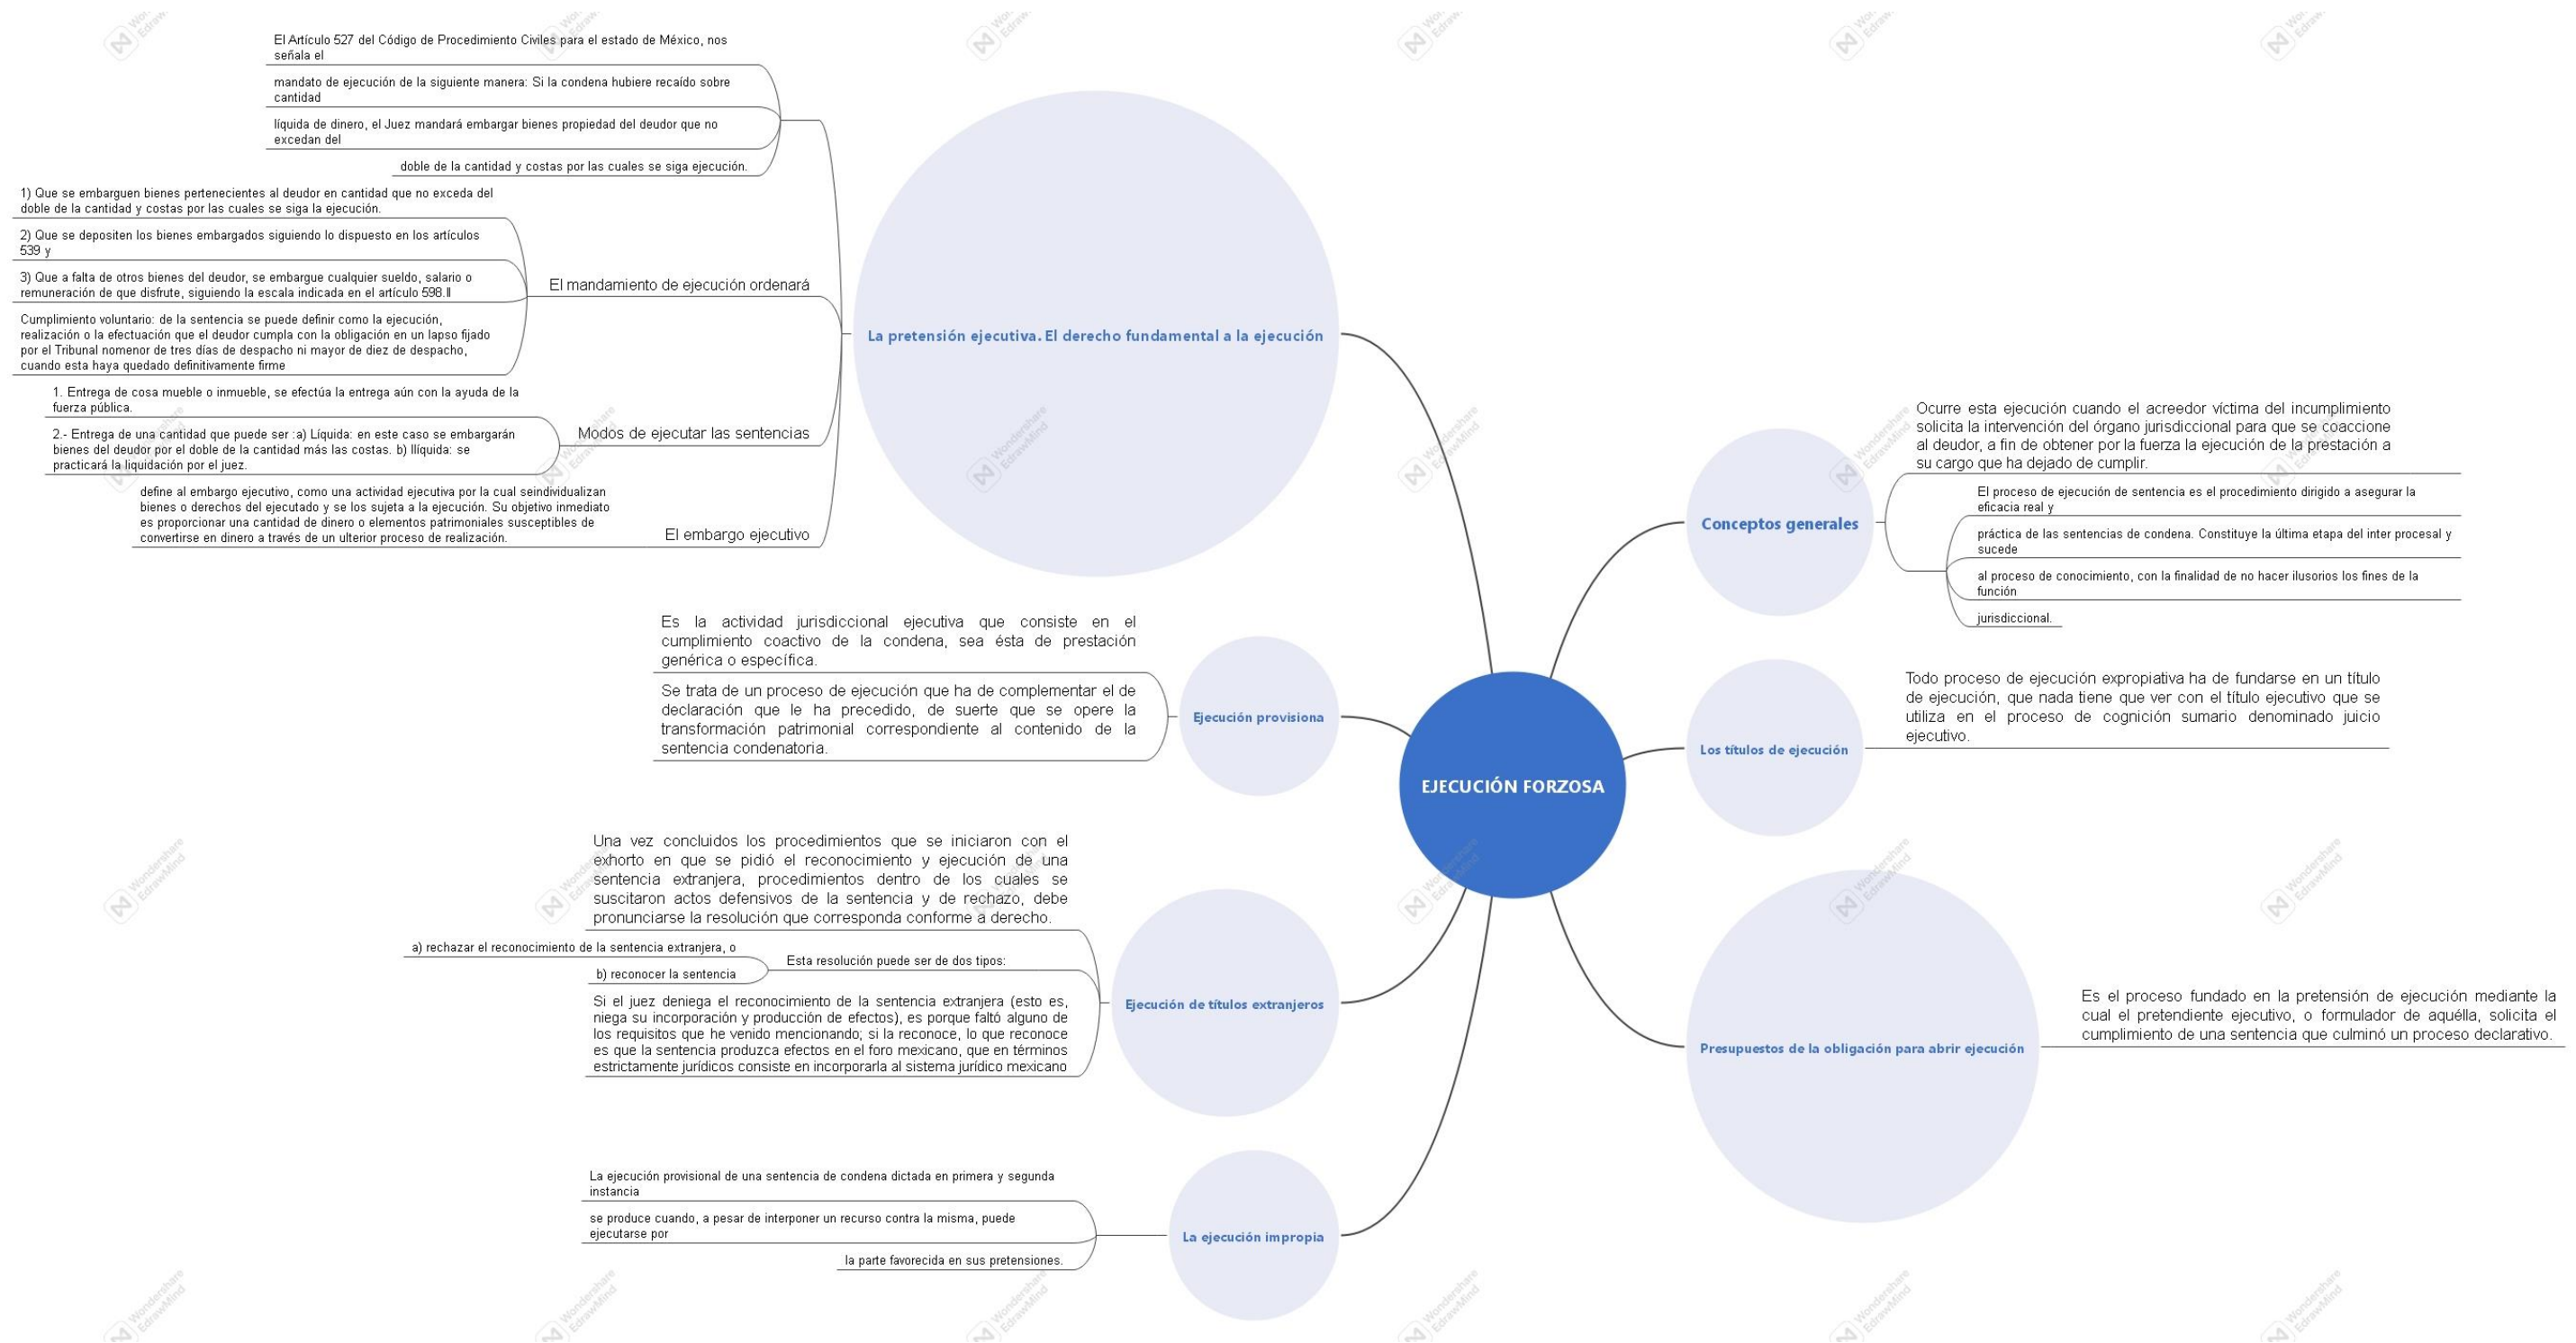 El Artículo 527 del Código de Procedimiento Civiles para el estado de México, nos
señala el
mandato de ejecución de la siguiente manera: Si la condena hubiere recaído sobre
cantidad
líquida de dinero, el Juez mandará embargar bienes propiedad del deudor que no
excedan del
doble de la cantidad y costas por las cuales se siga ejecución.
1) Que se embarguen bienes pertenecientes al deudor en cantidad que no exceda del
doble de la cantidad y costas por las cuales se siga la ejecución.
2) Que se depositen los bienes embargados siguiendo lo dispuesto en los artículos
539 y
3) Que a falta de otros bienes del deudor, se embargue cualquier sueldo, salario o
remuneración de que disfrute, siguiendo la escala indicada en el artículo 598.ǁ
Cumplimiento voluntario: de la sentencia se puede definir como la ejecución,
realización o la efectuación que el deudor cumpla con la obligación en un lapso fijado
por el Tribunal nomenor de tres días de despacho ni mayor de diez de despacho,
cuando esta haya quedado definitivamente firme
El mandamiento de ejecución ordenará
1. Entrega de cosa mueble o inmueble, se efectúa la entrega aún con la ayuda de la
fuerza pública.
2.- Entrega de una cantidad que puede ser :a) Líquida: en este caso se embargarán
bienes del deudor por el doble de la cantidad más las costas. b) Ilíquida: se
practicará la liquidación por el juez.
Modos de ejecutar las sentencias
define al embargo ejecutivo, como una actividad ejecutiva por la cual seindividualizan
bienes o derechos del ejecutado y se los sujeta a la ejecución. Su objetivo inmediato
es proporcionar una cantidad de dinero o elementos patrimoniales susceptibles de
convertirse en dinero a través de un ulterior proceso de realización.
El embargo ejecutivo
La pretensión ejecutiva. El derecho fundamental a la ejecución
Es la actividad jurisdiccional ejecutiva que consiste en el
cumplimiento coactivo de la condena, sea ésta de prestación
genérica o específica.
Se trata de un proceso de ejecución que ha de complementar el de
declaración que le ha precedido, de suerte que se opere la
transformación patrimonial correspondiente al contenido de la
sentencia condenatoria.
Ejecución provisiona
Una vez concluidos los procedimientos que se iniciaron con el
exhorto en que se pidió el reconocimiento y ejecución de una
sentencia extranjera, procedimientos dentro de los cuales se
suscitaron actos defensivos de la sentencia y de rechazo, debe
pronunciarse la resolución que corresponda conforme a derecho.
a) rechazar el reconocimiento de la sentencia extranjera, o
b) reconocer la sentencia
Esta resolución puede ser de dos tipos:
Si el juez deniega el reconocimiento de la sentencia extranjera (esto es,
niega su incorporación y producción de efectos), es porque faltó alguno de
los requisitos que he venido mencionando; si la reconoce, lo que reconoce
es que la sentencia produzca efectos en el foro mexicano, que en términos
estrictamente jurídicos consiste en incorporarla al sistema jurídico mexicano
Ejecución de títulos extranjeros
La ejecución provisional de una sentencia de condena dictada en primera y segunda
instancia
se produce cuando, a pesar de interponer un recurso contra la misma, puede
ejecutarse por
la parte favorecida en sus pretensiones.
La ejecución impropia
EJECUCIÓN FORZOSA
Conceptos generales
Ocurre esta ejecución cuando el acreedor víctima del incumplimiento
solicita la intervención del órgano jurisdiccional para que se coaccione
al deudor, a fin de obtener por la fuerza la ejecución de la prestación a
su cargo que ha dejado de cumplir.
El proceso de ejecución de sentencia es el procedimiento dirigido a asegurar la
eficacia real y
práctica de las sentencias de condena. Constituye la última etapa del inter procesal y
sucede
al proceso de conocimiento, con la finalidad de no hacer ilusorios los fines de la
función
jurisdiccional.
Los títulos de ejecución
Todo proceso de ejecución expropiativa ha de fundarse en un título
de ejecución, que nada tiene que ver con el título ejecutivo que se
utiliza en el proceso de cognición sumario denominado juicio
ejecutivo.
Presupuestos de la obligación para abrir ejecución
Es el proceso fundado en la pretensión de ejecución mediante la
cual el pretendiente ejecutivo, o formulador de aquélla, solicita el
cumplimiento de una sentencia que culminó un proceso declarativo.
Wondershare
EdrawMind